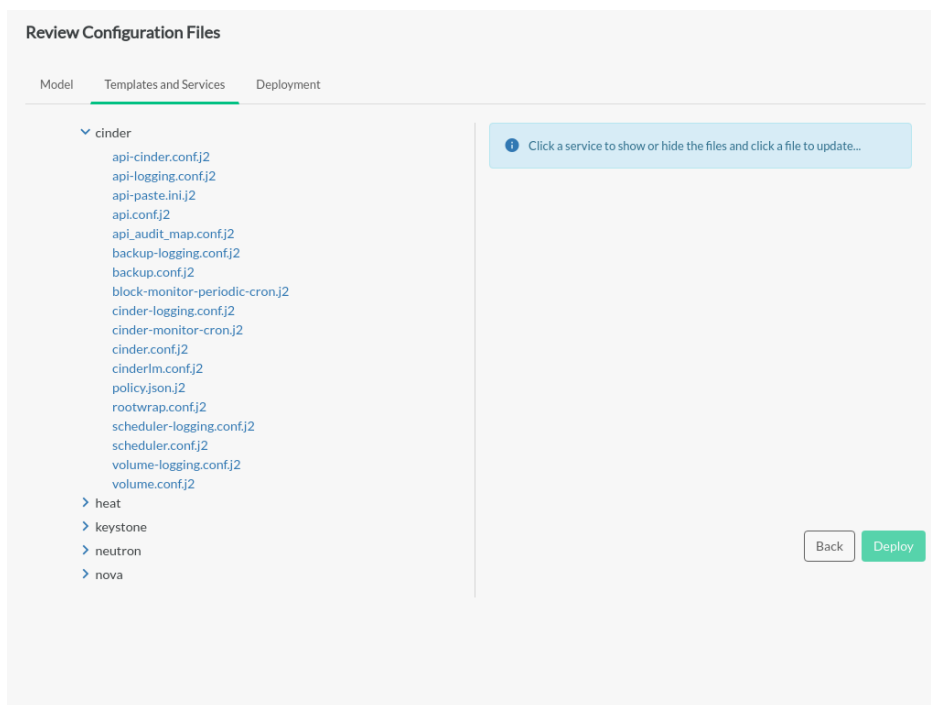 Review Configuration Files
Model Templates and Services Deployment
cinder
api-cinder.conf.j2
api-logging.conf.j2
api-paste.ini.j2
api.conf.j2
api_audit_map.conf.j2
backup-logging.conf.j2
backup.conf.j2
block-monitor-periodic-cron.j2
cinder-logging.conf.j2
cinder-monitor-cron.j2
cinder.conf.j2
cinderlm.conf.j2
policy.json.j2
rootwrap.conf.j2
scheduler-logging.conf.j2
scheduler.conf.j2
volume-logging.conf.j2
volume.conf.j2
heat
keystone
neutron
nova
Click a service to show or hide the files and click a file to update...
Back Deploy